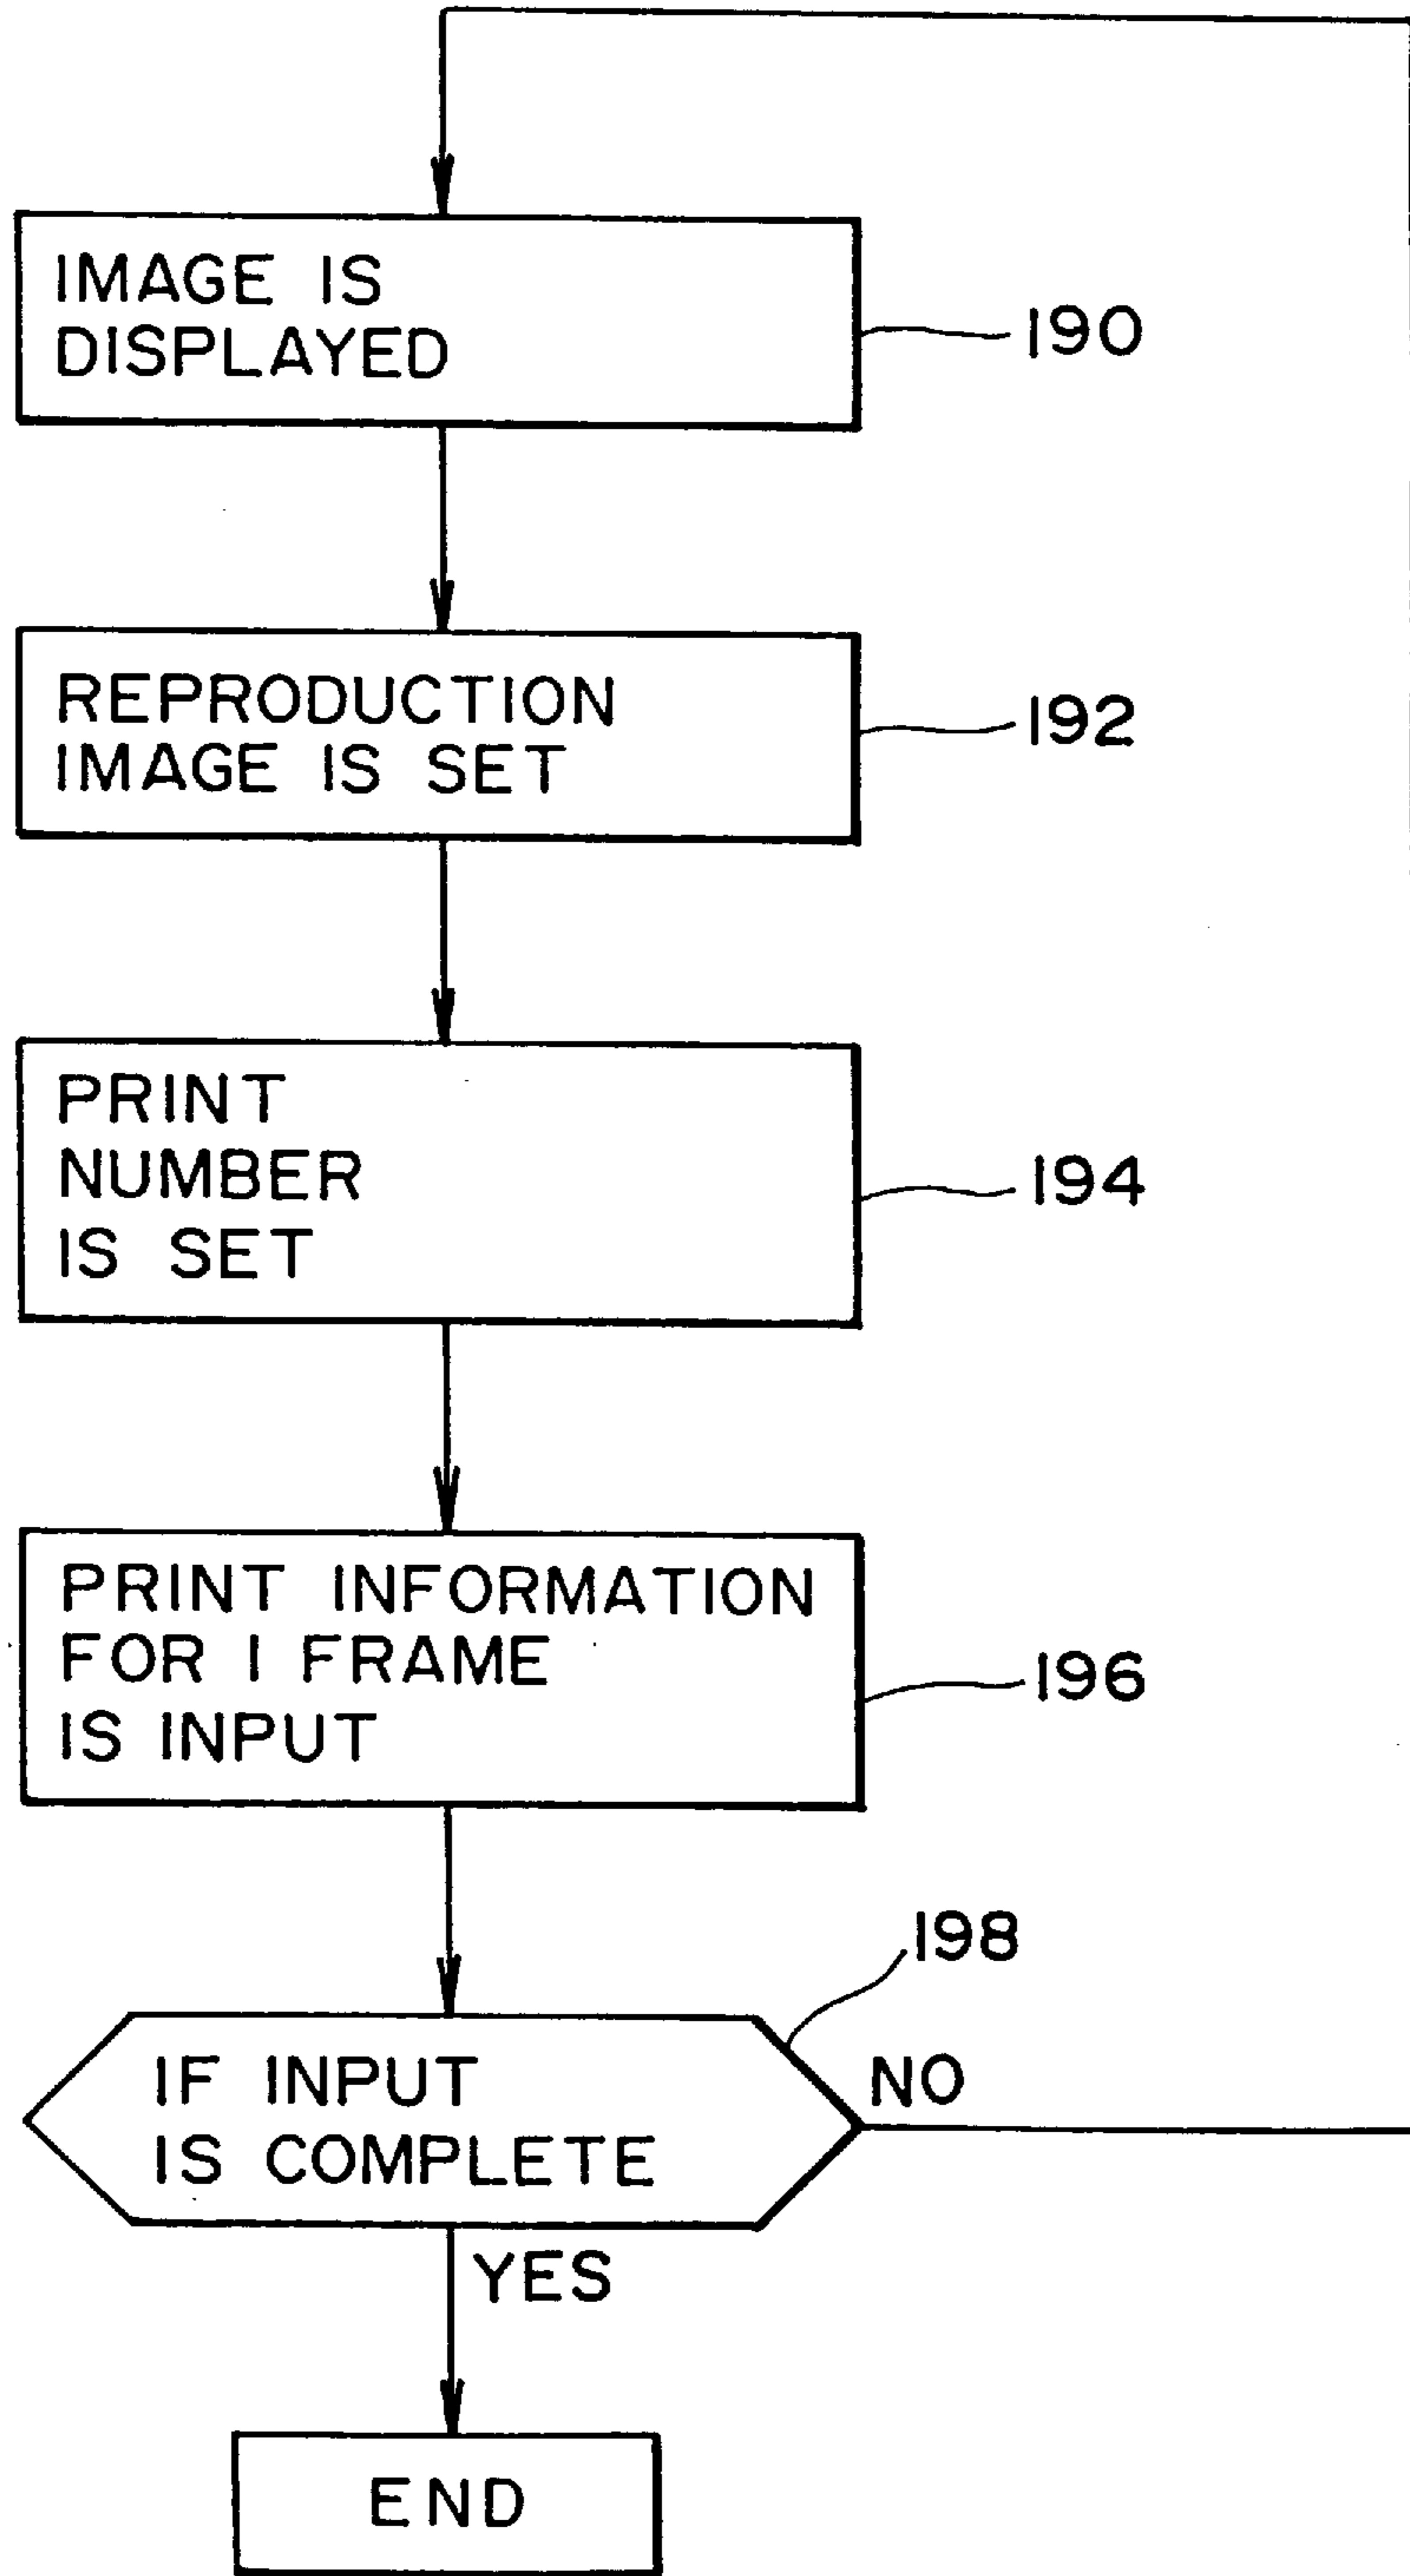 IMAGE IS
DISPLAYED
190
REPRODUCTION
IMAGE IS SET
192
PRINT
NUMBER
IS SET
194
PRINT INFORMATION
FOR 1 FRAME
IS INPUT
196
198
IF INPUT
IS COMPLETE
NO
YES
END